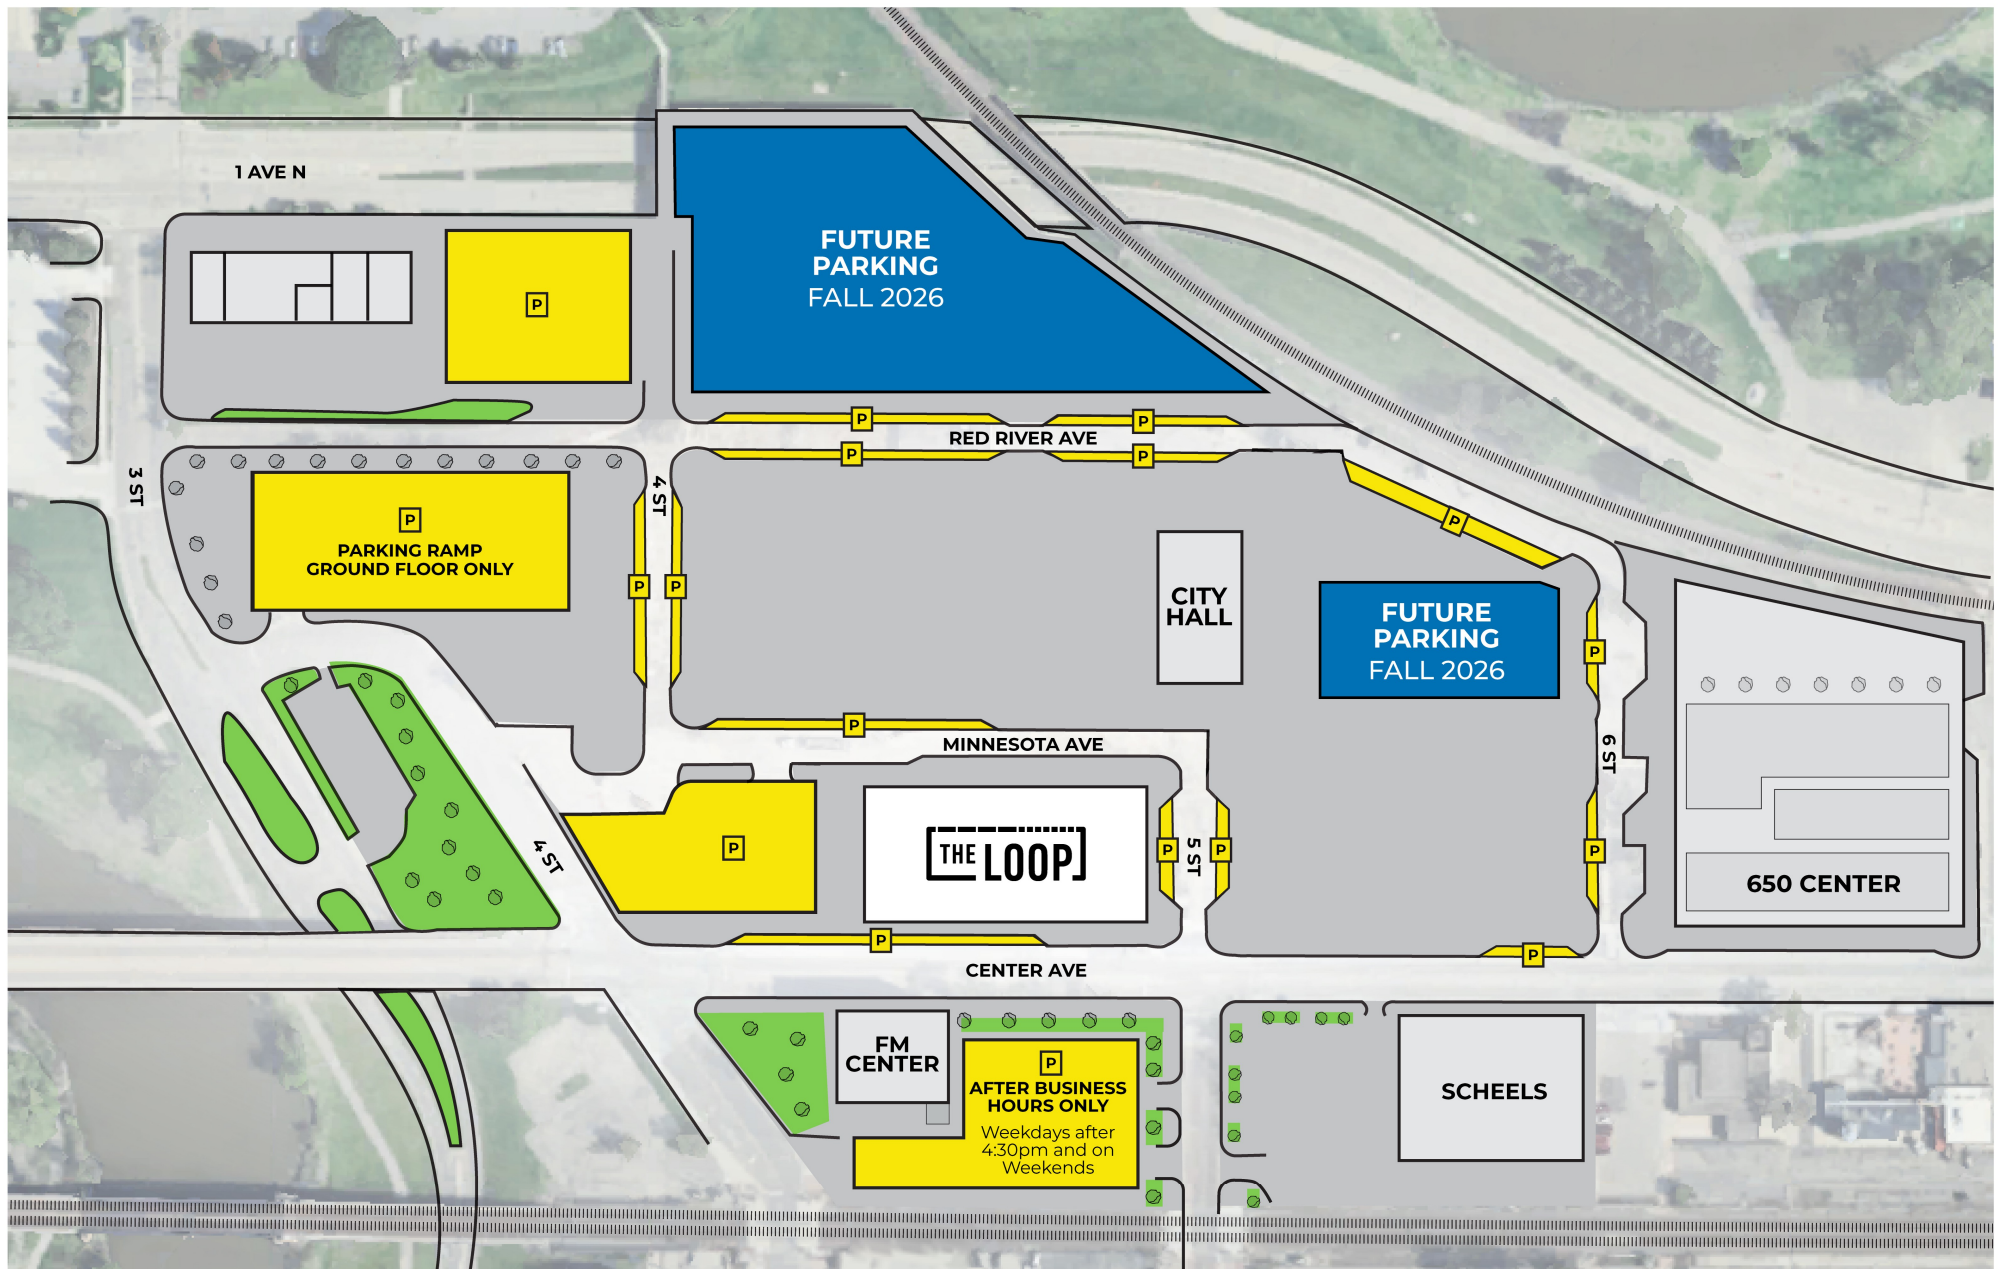 1 AVE N
FUTURE
PARKING
FALL 2026
P
P
P
RED RIVER AVE
P
P
3 ST
4 ST
P
PARKING RAMP
GROUND FLOOR ONLY
P
P
P
CITY
HALL
FUTURE
PARKING
FALL 2026
P
P
MINNESOTA AVE
6 ST
4 ST
P
THE LOOP
P
5 ST
P
P
650 CENTER
P
P
CENTER AVE
FM
CENTER
P
AFTER BUSINESS
HOURS ONLY
Weekdays after
4:30pm and on
Weekends
SCHEELS